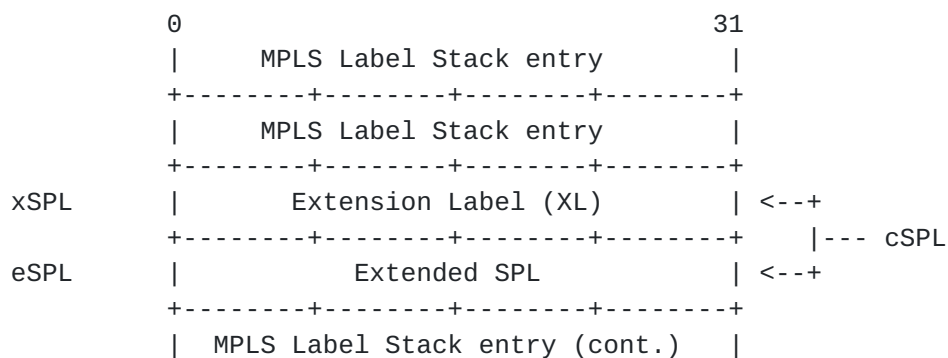 0                                  31
|     MPLS Label Stack entry        |
+--------+--------+--------+--------+
|     MPLS Label Stack entry        |
+--------+--------+--------+--------+
xSPL      |       Extension Label (XL)        | <--+
+--------+--------+--------+--------+    |--- cSPL
eSPL      |           Extended SPL            | <--+
+--------+--------+--------+--------+
|  MPLS Label Stack entry (cont.)   |